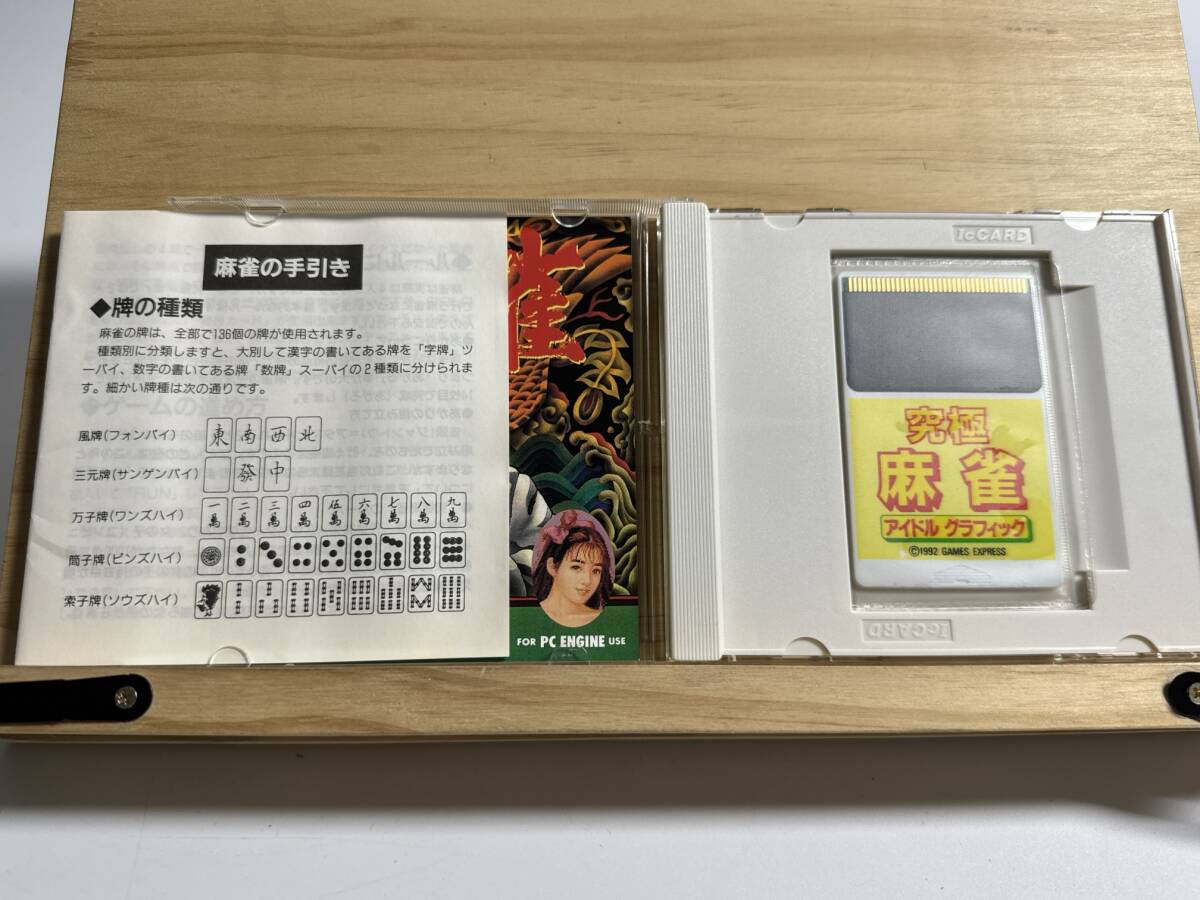 麻雀の手引き
◆牌の種類
麻雀の牌は、全部で136個の牌が使用されます。
種類別に分類しますと、大別して漢字の書いてある牌を「字牌」ツ
ーパイ、数字の書いてある牌「数牌」スーパイの2種類に分けられま
す。細かい牌種は次の通りです。
風牌(フォンパイ)
東 南 西 北
三元牌(サンゲンパイ)
發 中
万子牌(ワンズハイ)
一萬 二萬 三萬 四萬 伍萬 六萬 七萬 八萬 九萬
筒子牌(ピンズハイ)
索子牌(ソウズハイ)
雀
FOR PC ENGINE USE
IC CARD
究極
麻雀
アイドル グラフィック
©1992 GAMES EXPRESS
IC CARD